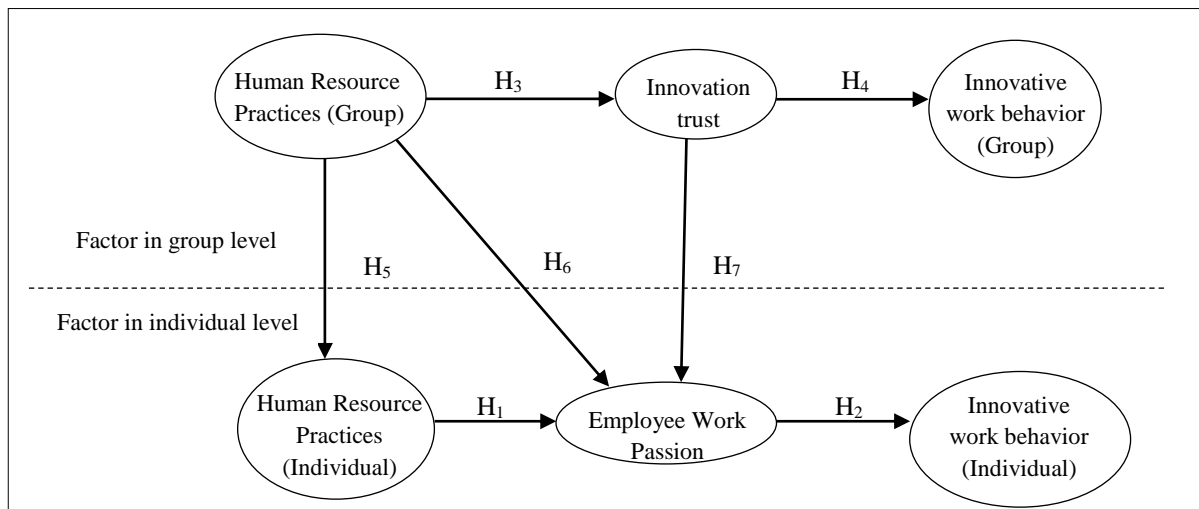 Human Resource
Practices (Group)
H₃
Innovation
trust
H₄
Innovative
work behavior
(Group)
Factor in group level
H₅
H₆
H₇
Factor in individual level
Human Resource
Practices
(Individual)
H₁
Employee Work
Passion
H₂
Innovative
work behavior
(Individual)